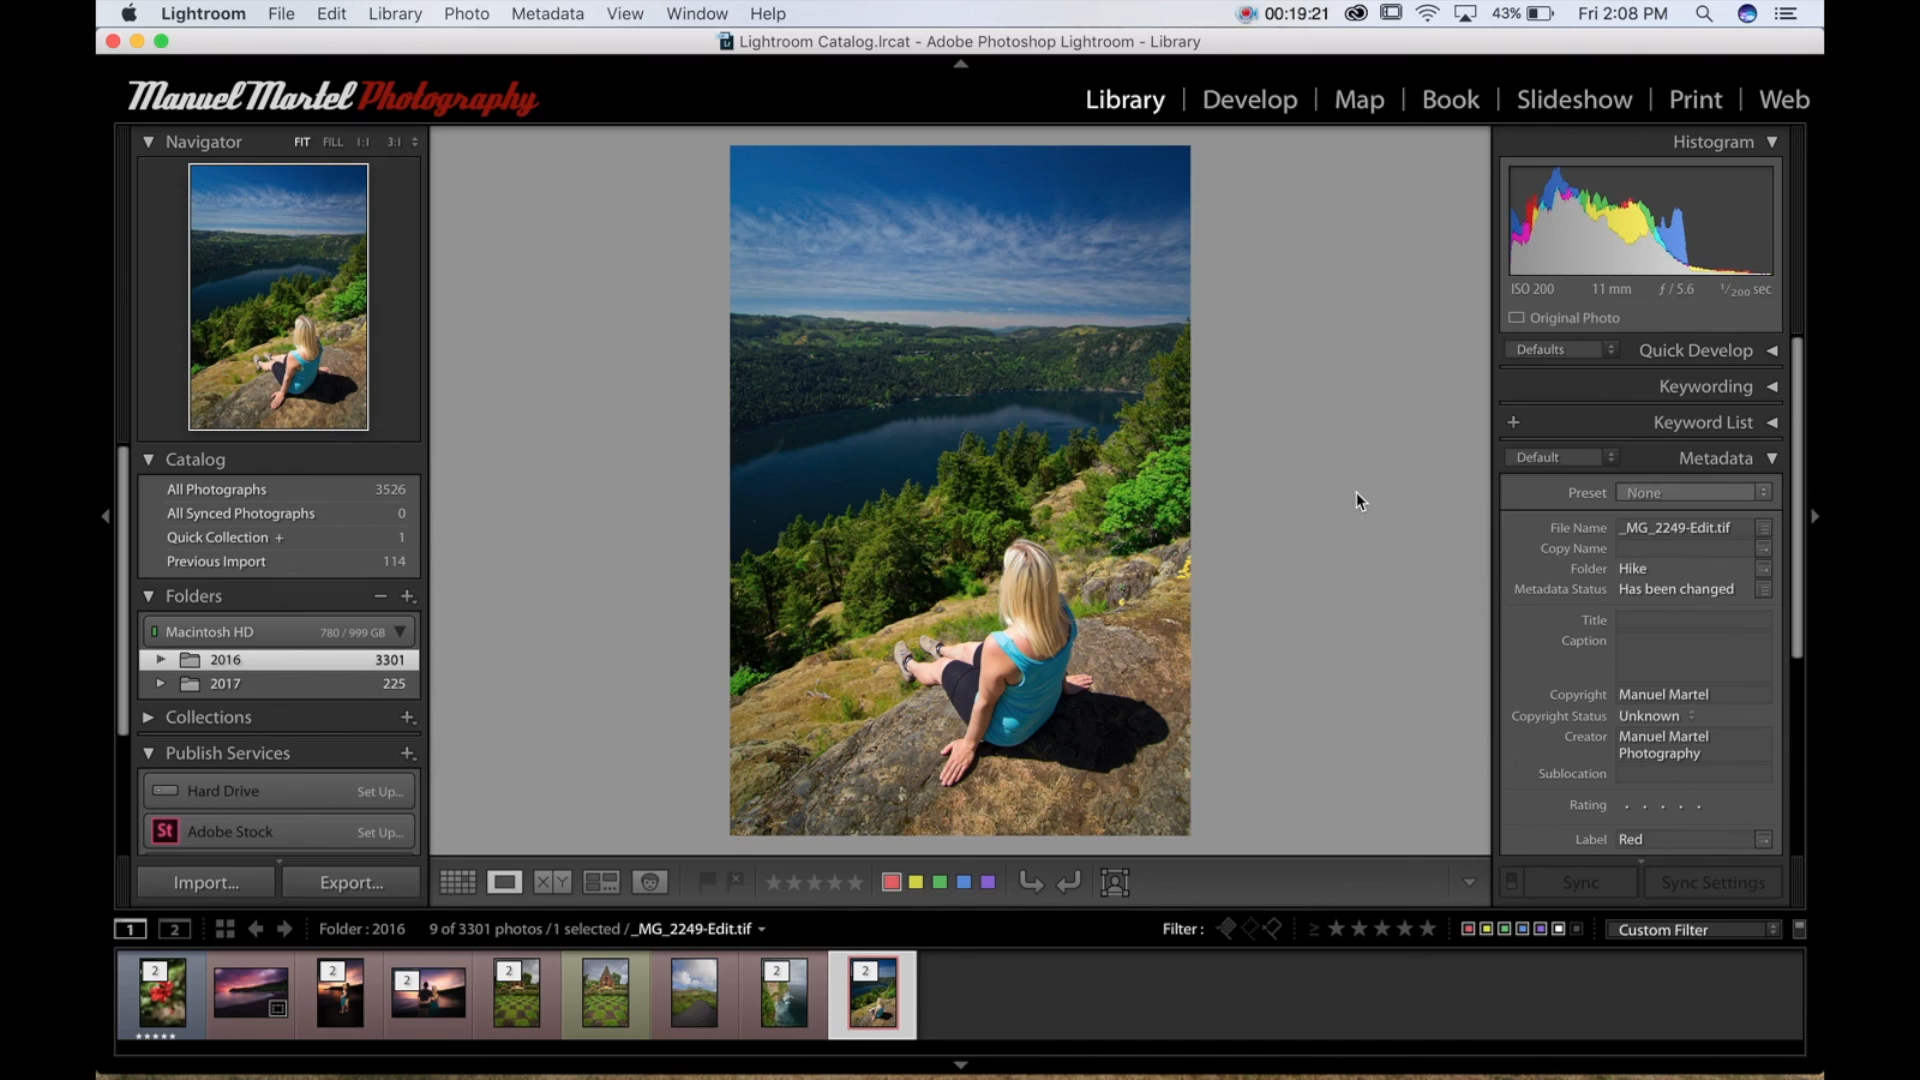 Lightroom File Edit Library Photo Metadata View Window Help 00:19:21 43% Fri 2:08 PM
Lightroom Catalog.lrcat - Adobe Photoshop Lightroom - Library
Manuel Martel Photography
Library | Develop | Map | Book | Slideshow | Print | Web
Navigator FIT FILL 1:1 3:1
Catalog
All Photographs 3526
All Synced Photographs 0
Quick Collection + 1
Previous Import 114
Folders
Macintosh HD 780 / 999 GB
2016 3301
2017 225
Collections
Publish Services
Hard Drive Set Up...
St Adobe Stock Set Up...
Import... Export...
XY
Histogram
ISO 200 11 mm ƒ / 5.6 1/200 sec
Original Photo
Defaults Quick Develop
Keywording
Keyword List
Default Metadata
Preset None
File Name _MG_2249-Edit.tif
Copy Name
Folder Hike
Metadata Status Has been changed
Title
Caption
Copyright Manuel Martel
Copyright Status Unknown
Creator Manuel Martel
Photography
Sublocation
Rating
Label Red
Sync Sync Settings
1 2 Folder : 2016 9 of 3301 photos /1 selected /_MG_2249-Edit.tif Filter : Custom Filter
2 2 2 2 2 2